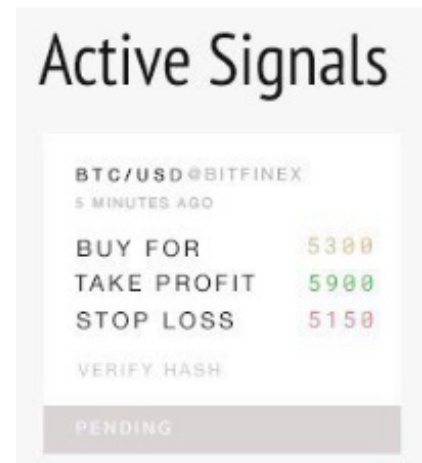 Active Signals
BTC/USD@BITFINEX
5 MINUTES AGO
BUY FOR 5300
TAKE PROFIT 5900
STOP LOSS 5150
VERIFY HASH
PENDING